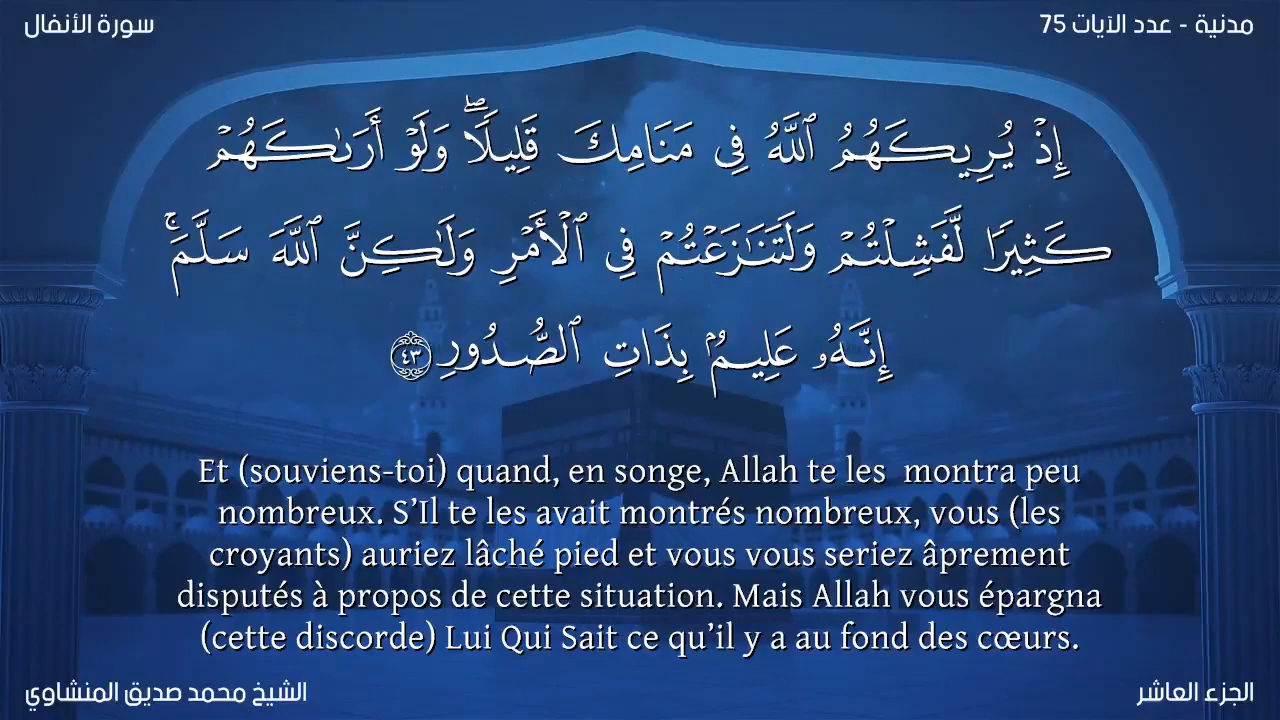 سورة الأنفال
مدنية - عدد الآيات 75
إِذْ يُرِيكَهُمُ ٱللَّهُ فِى مَنَامِكَ قَلِيلًۭا ۖ وَلَوْ أَرَىٰكَهُمْ
كَثِيرًۭا لَّفَشِلْتُمْ وَلَتَنَـٰزَعْتُمْ فِى ٱلْأَمْرِ وَلَـٰكِنَّ ٱللَّهَ سَلَّمَ ۗ
إِنَّهُۥ عَلِيمٌۢ بِذَاتِ ٱلصُّدُورِ ٤٣
Et (souviens-toi) quand, en songe, Allah te les  montra peu
nombreux. S’Il te les avait montrés nombreux, vous (les
croyants) auriez lâché pied et vous vous seriez âprement
disputés à propos de cette situation. Mais Allah vous épargna
(cette discorde) Lui Qui Sait ce qu’il y a au fond des cœurs.
الشيخ محمد صديق المنشاوي
الجزء العاشر